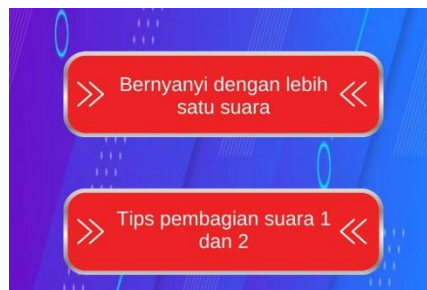 Bernyanyi dengan lebih
satu suara
Tips pembagian suara 1
dan 2